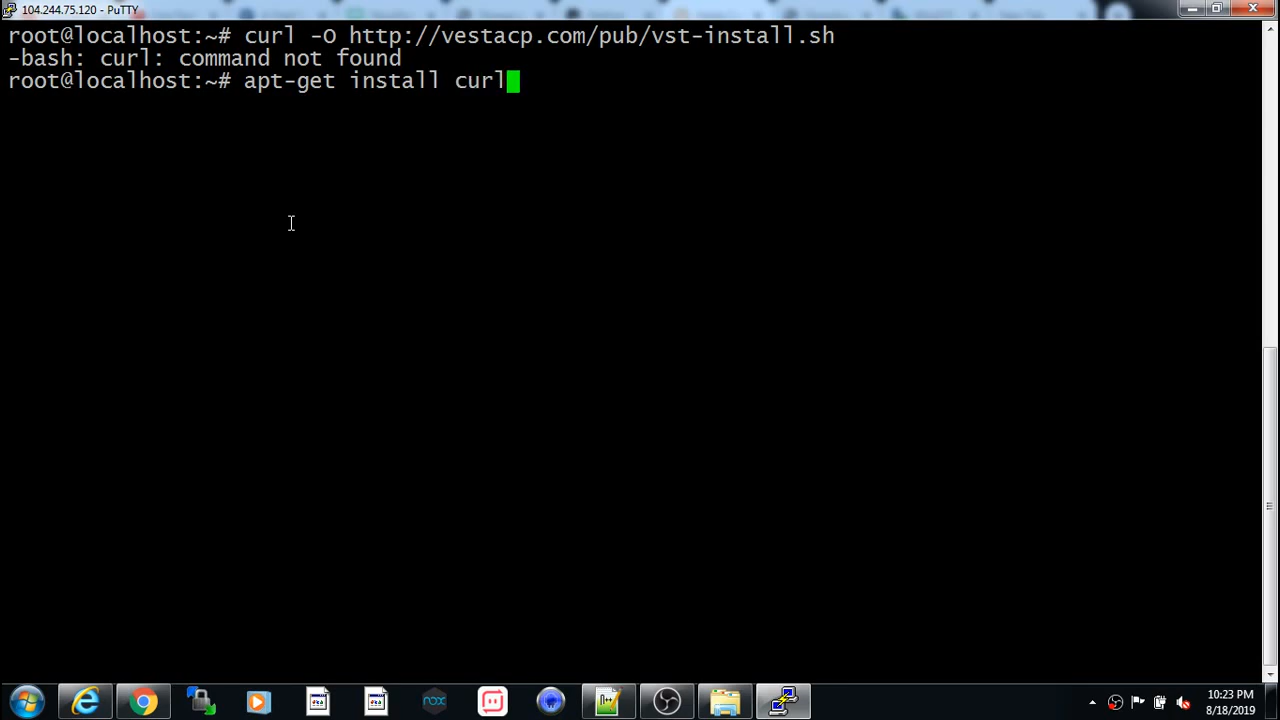 104.244.75.120 - PuTTY
root@localhost:~# curl -O http://vestacp.com/pub/vst-install.sh
-bash: curl: command not found
root@localhost:~# apt-get install curl
nox
10:23 PM
8/18/2019